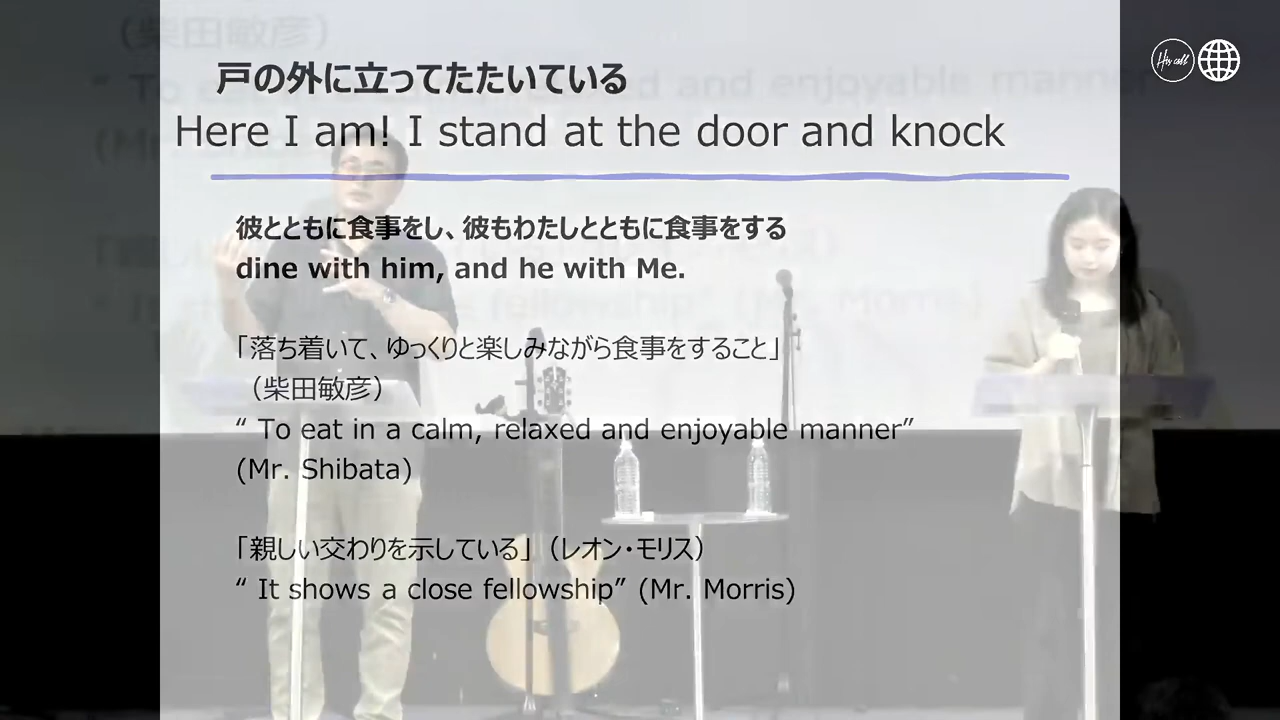 戸の外に立ってたたいている
Here I am! I stand at the door and knock
彼とともに食事をし、彼もわたしとともに食事をする
dine with him, and he with Me.
「落ち着いて、ゆっくりと楽しみながら食事をすること」
（柴田敏彦）
“ To eat in a calm, relaxed and enjoyable manner”
(Mr. Shibata)
「親しい交わりを示している」（レオン・モリス）
“ It shows a close fellowship” (Mr. Morris)
His call